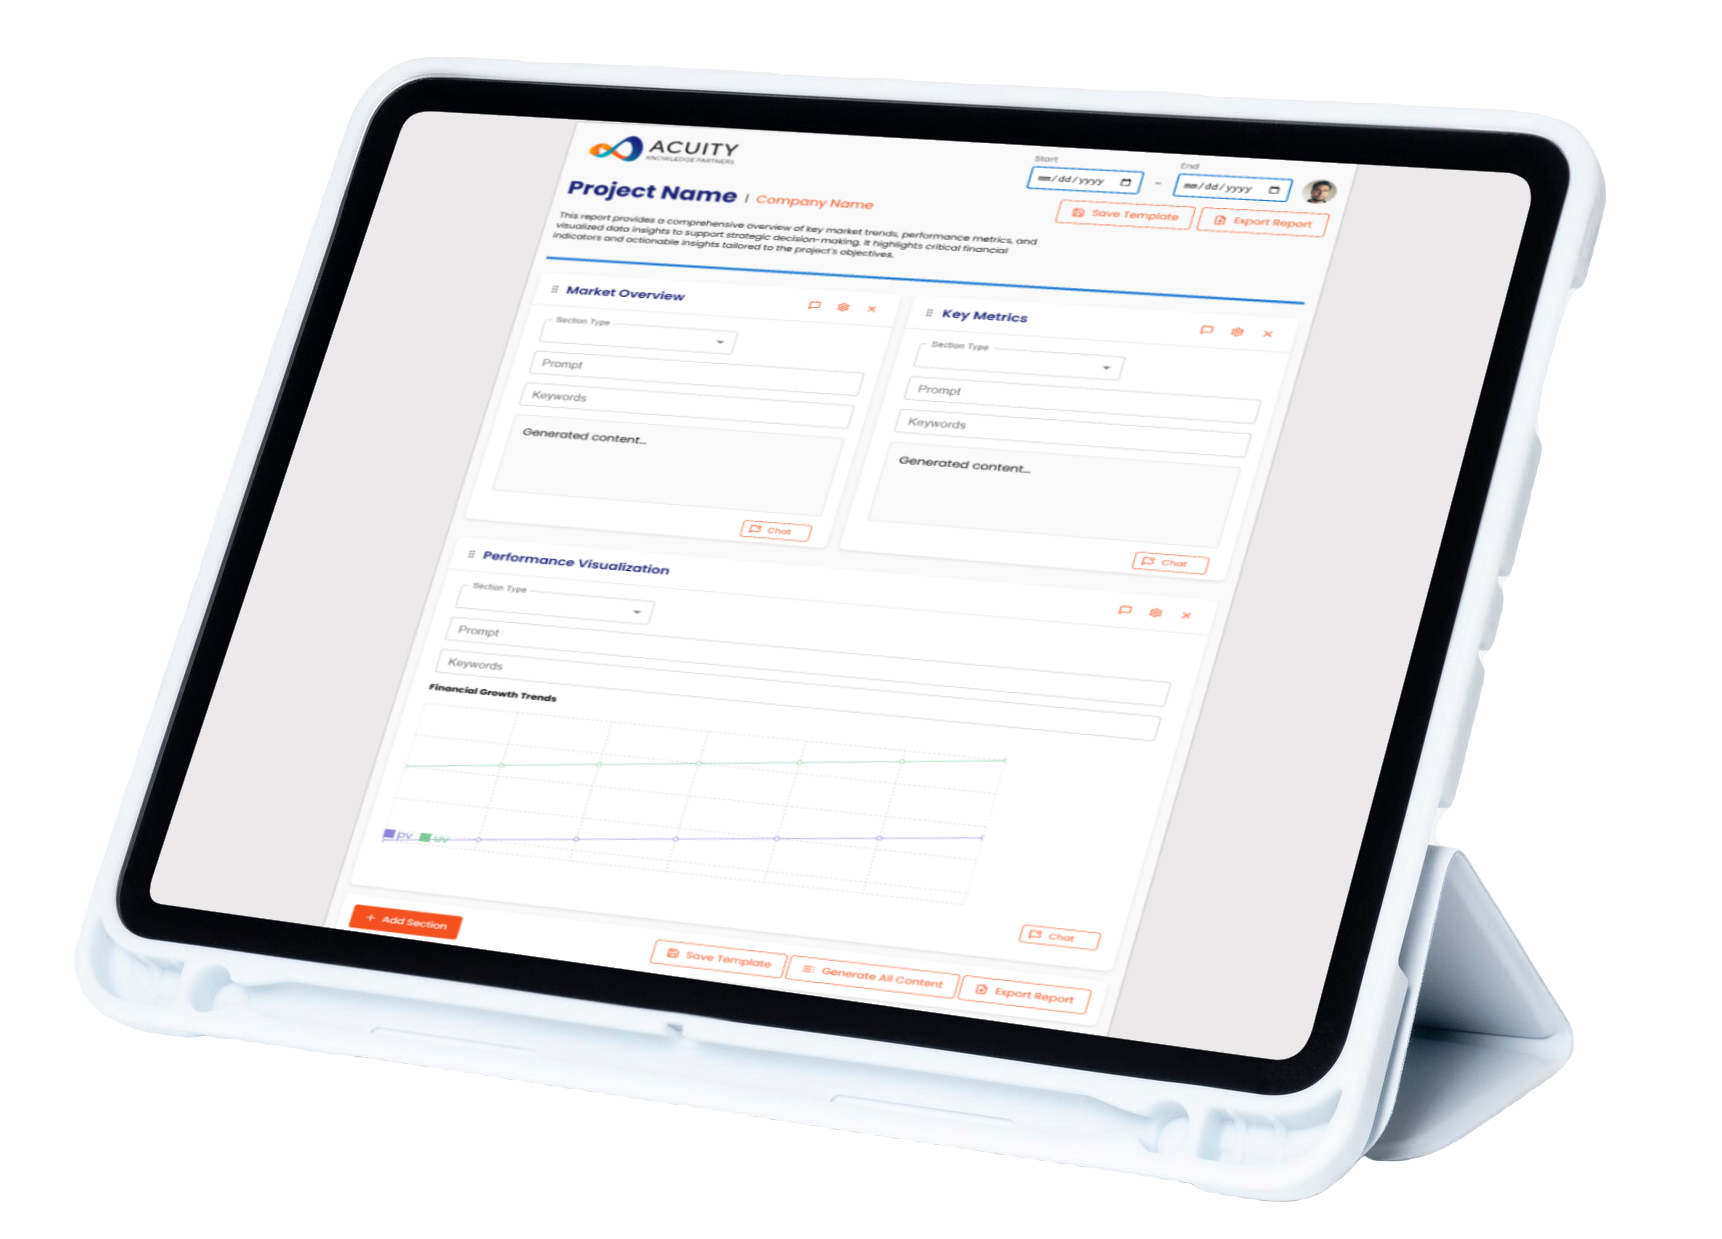 ACUITY
KNOWLEDGE PARTNERS
Start
End
mm/dd/yyyy - mm/dd/yyyy
Project Name | Company Name
Save Template
Export Report
This report provides a comprehensive overview of key market trends, performance metrics, and
visualized data insights to support strategic decision-making. It highlights critical financial
indicators and actionable insights tailored to the project's objectives.
Market Overview
Section Type
Prompt
Keywords
Generated content...
Chat
Key Metrics
Section Type
Prompt
Keywords
Generated content...
Chat
Performance Visualization
Section Type
Prompt
Keywords
Financial Growth Trends
pv uv
Chat
+ Add Section
Save Template
Generate All Content
Export Report